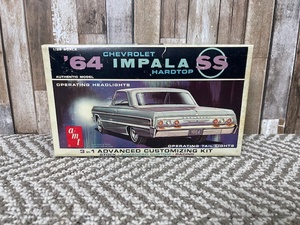 CHEVROLET
'64 IMPALA SS
HARDTOP
AUTHENTIC MODEL
OPERATING HEADLIGHTS
amt
OPERATING TAIL LIGHTS
3 in 1 ADVANCED CUSTOMIZING KIT